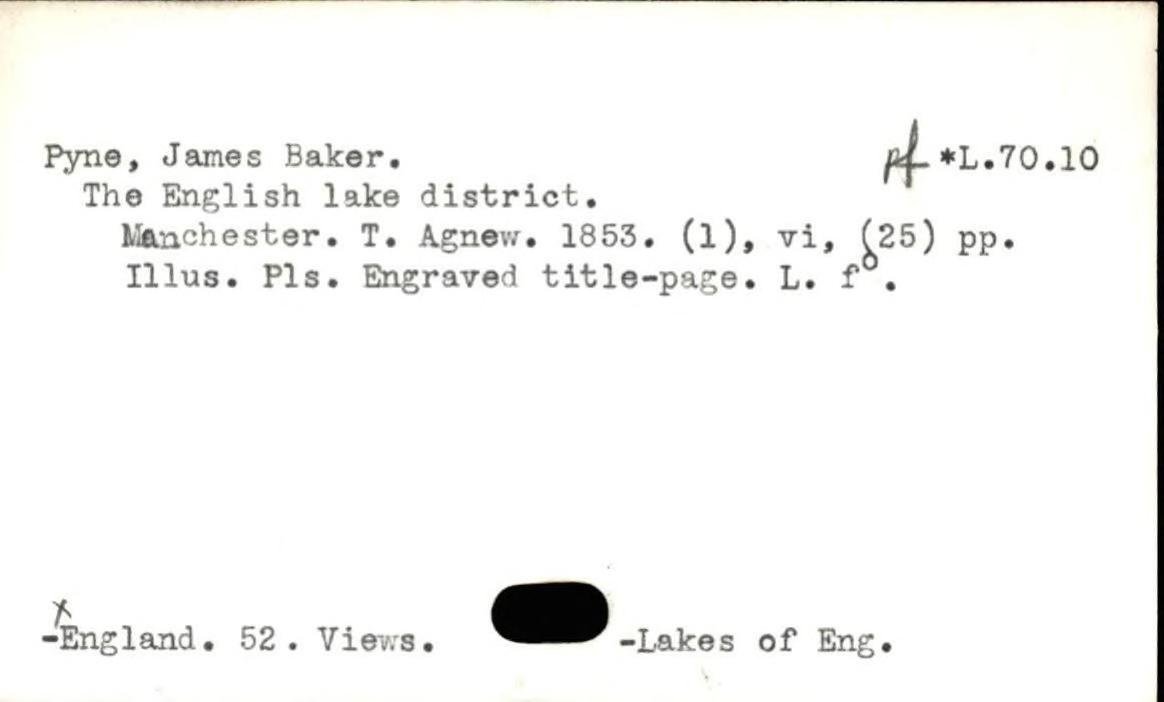 Pyne, James Baker. pf *L.70.10
The English lake district.
Manchester. T. Agnew. 1853. (1), vi, (25) pp.
Illus. Pls. Engraved title-page. L. f°.
x
-England. 52. Views. -Lakes of Eng.